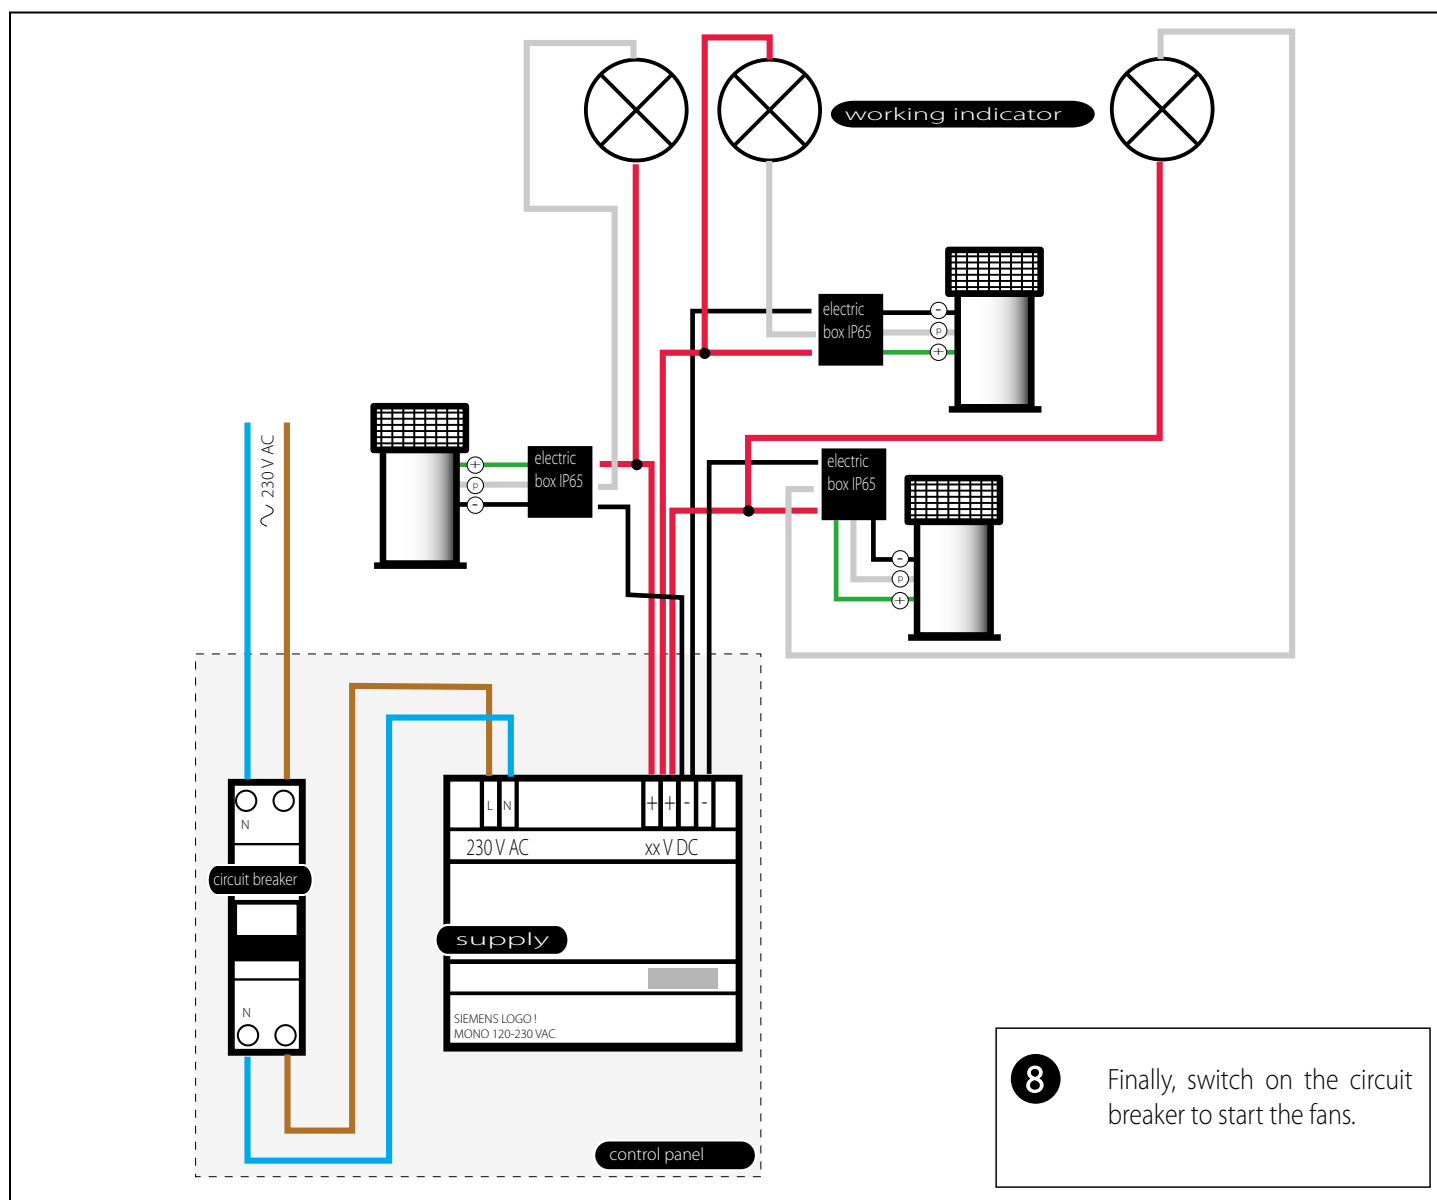 working indicator
electric
box IP65
-
p
+
electric
box IP65
+
p
-
230 V AC
electric
box IP65
-
p
+
L N + + - -
N
230 V AC xx V DC
circuit breaker
supply
N
SIEMENS LOGO !
MONO 120-230 VAC
control panel
8 Finally, switch on the circuit
breaker to start the fans.